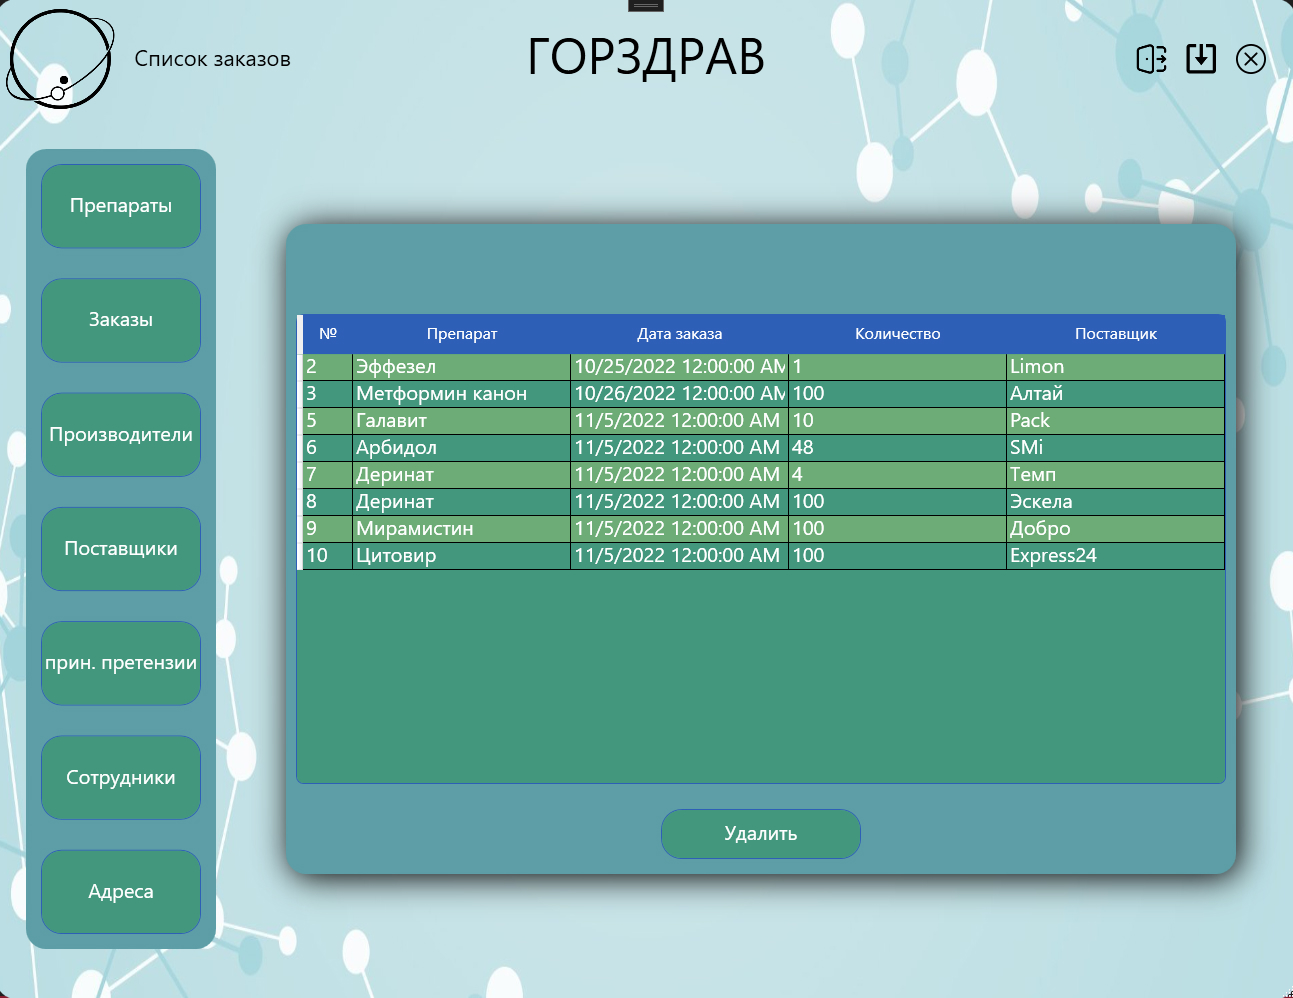 Список заказов
ГОРЗДРАВ
Препараты
Заказы
Производители
Поставщики
прин. претензии
Сотрудники
Адреса
№ Препарат Дата заказа Количество Поставщик
2 Эффезел 10/25/2022 12:00:00 AM 1 Limon
3 Метформин канон 10/26/2022 12:00:00 AM 100 Алтай
5 Галавит 11/5/2022 12:00:00 AM 10 Pack
6 Арбидол 11/5/2022 12:00:00 AM 48 SMi
7 Деринат 11/5/2022 12:00:00 AM 4 Темп
8 Деринат 11/5/2022 12:00:00 AM 100 Эскела
9 Мирамистин 11/5/2022 12:00:00 AM 100 Добро
10 Цитовир 11/5/2022 12:00:00 AM 100 Express24
Удалить